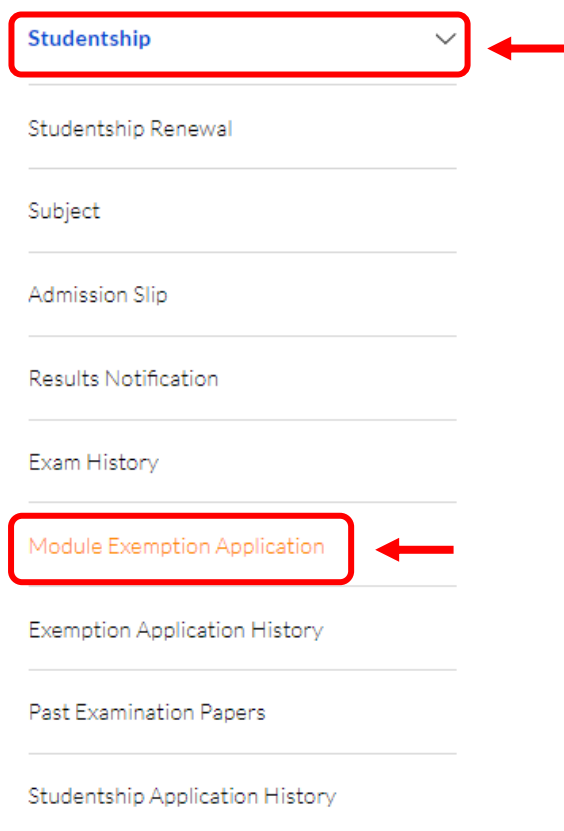 Studentship
Studentship Renewal
Subject
Admission Slip
Results Notification
Exam History
Module Exemption Application
Exemption Application History
Past Examination Papers
Studentship Application History